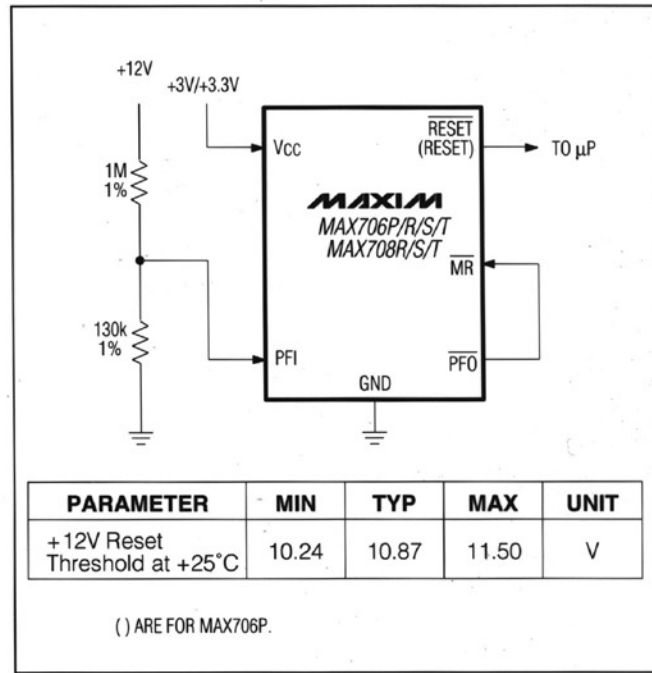 +12V
+3V/+3.3V
1M
1%
130k
1%
VCC
RESET
(RESET)
TO µP
MAXIM
MAX706P/R/S/T
MAX708R/S/T
MR
PFI
PFO
GND
PARAMETER MIN TYP MAX UNIT
+12V Reset
Threshold at +25°C 10.24 10.87 11.50 V
( ) ARE FOR MAX706P.